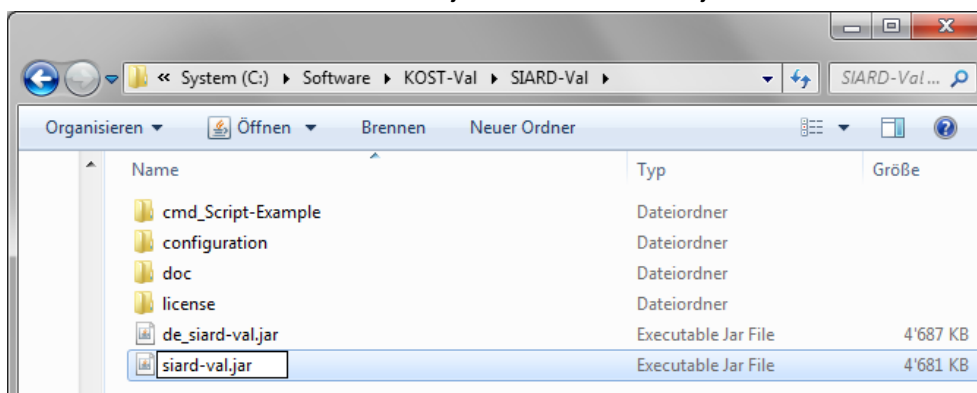 « System (C:) ▸ Software ▸ KOST-Val ▸ SIARD-Val ▸ SIARD-Val ...
Organisieren Öffnen Brennen Neuer Ordner
Name Typ Größe
cmd_Script-Example Dateiordner
configuration Dateiordner
doc Dateiordner
license Dateiordner
de_siard-val.jar Executable Jar File 4'687 KB
siard-val.jar Executable Jar File 4'681 KB